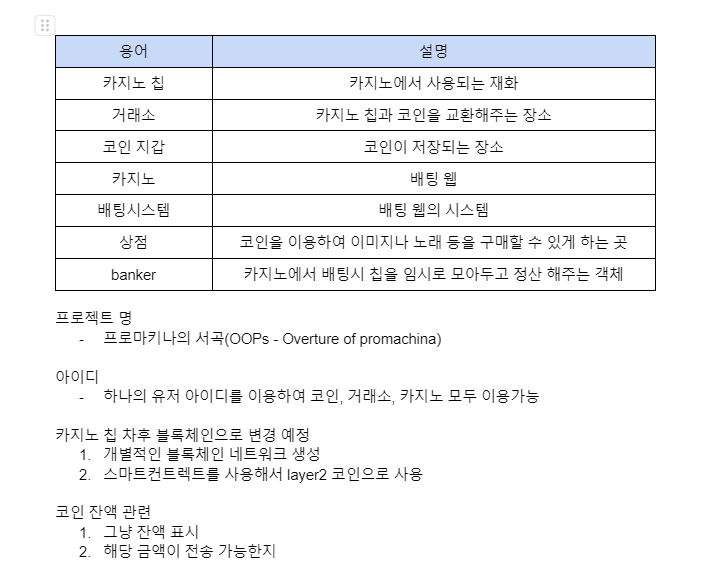 용어 설명
카지노 칩 카지노에서 사용되는 재화
거래소 카지노 칩과 코인을 교환해주는 장소
코인 지갑 코인이 저장되는 장소
카지노 배팅 웹
배팅시스템 배팅 웹의 시스템
상점 코인을 이용하여 이미지나 노래 등을 구매할 수 있게 하는 곳
banker 카지노에서 배팅시 칩을 임시로 모아두고 정산 해주는 객체
프로젝트 명
- 프로마키나의 서곡(OOPs - Overture of promachina)
아이디
- 하나의 유저 아이디를 이용하여 코인, 거래소, 카지노 모두 이용가능
카지노 칩 차후 블록체인으로 변경 예정
1. 개별적인 블록체인 네트워크 생성
2. 스마트컨트렉트를 사용해서 layer2 코인으로 사용
코인 잔액 관련
1. 그냥 잔액 표시
2. 해당 금액이 전송 가능한지